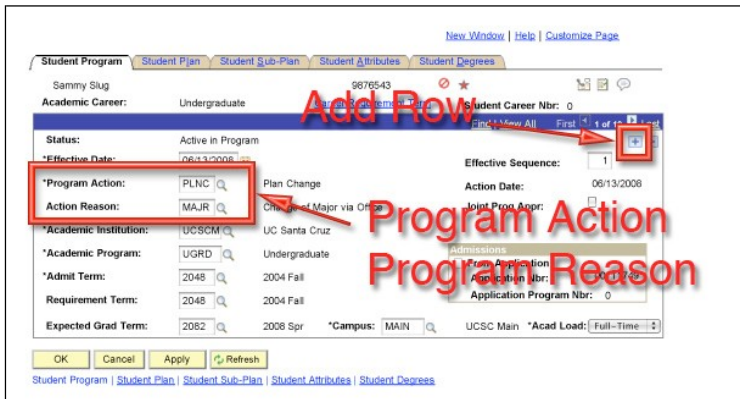 New Window | Help | Customize Page
Student Program Student Plan Student Sub-Plan Student Attributes Student Degrees
Sammy Slug 9876543
Academic Career: Undergraduate Career Requirement Term Student Career Nbr: 0
Add Row
Find | View All First 1 of 10 Last
Status: Active in Program
*Effective Date: 06/13/2008 Effective Sequence: 1
*Program Action: PLNC Plan Change Action Date: 06/13/2008
Action Reason: MAJR Change of Major via Office Joint Prog Appr:
Program Action
*Academic Institution: UCSCM UC Santa Cruz
Admissions
*Academic Program: UGRD Undergraduate From Application
Program Reason
*Admit Term: 2048 2004 Fall Application Nbr:
Requirement Term: 2048 2004 Fall Application Program Nbr: 0
Expected Grad Term: 2082 2008 Spr *Campus: MAIN UCSC Main *Acad Load: Full-Time
OK Cancel Apply Refresh
Student Program | Student Plan | Student Sub-Plan | Student Attributes | Student Degrees